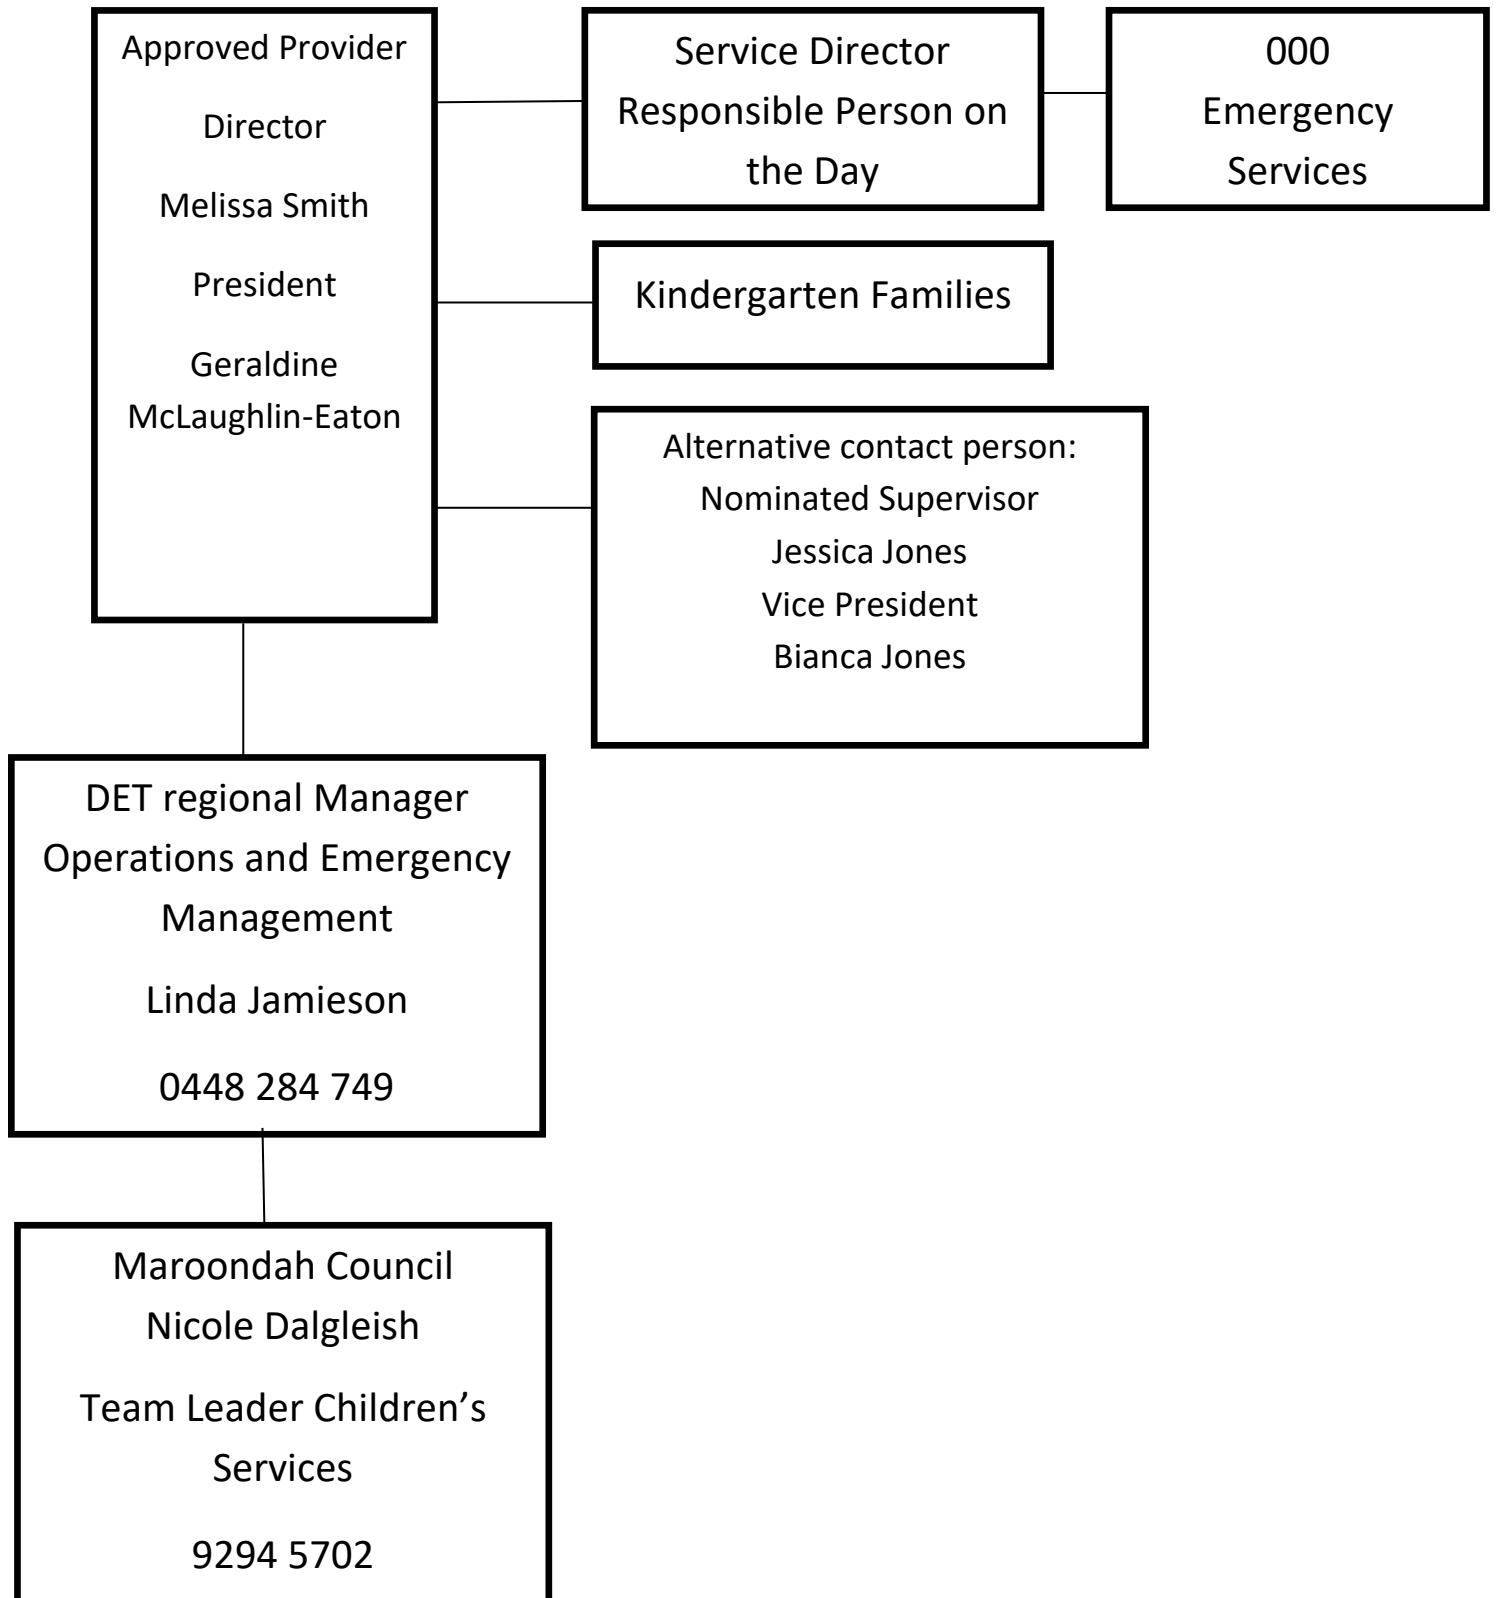 Approved Provider
Director
Melissa Smith
President
Geraldine
McLaughlin-Eaton
Service Director
Responsible Person on
the Day
000
Emergency
Services
Kindergarten Families
Alternative contact person:
Nominated Supervisor
Jessica Jones
Vice President
Bianca Jones
DET regional Manager
Operations and Emergency
Management
Linda Jamieson
0448 284 749
Maroondah Council
Nicole Dalgleish
Team Leader Children’s
Services
9294 5702